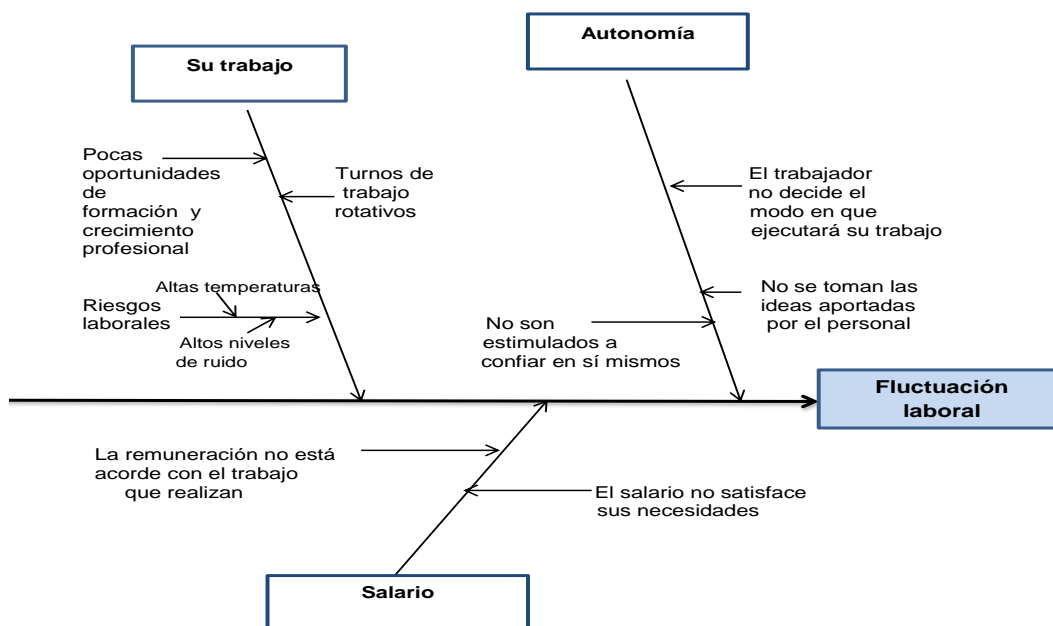 Autonomía
Su trabajo
Pocas
oportunidades
de
formación y
crecimiento
profesional
Turnos de
trabajo
rotativos
El trabajador
no decide el
modo en que
ejecutará su trabajo
Altas temperaturas
Riesgos
laborales
Altos niveles
de ruido
No se toman las
ideas aportadas
por el personal
No son
estimulados a
confiar en sí mismos
Fluctuación
laboral
La remuneración no está
acorde con el trabajo
que realizan
El salario no satisface
sus necesidades
Salario